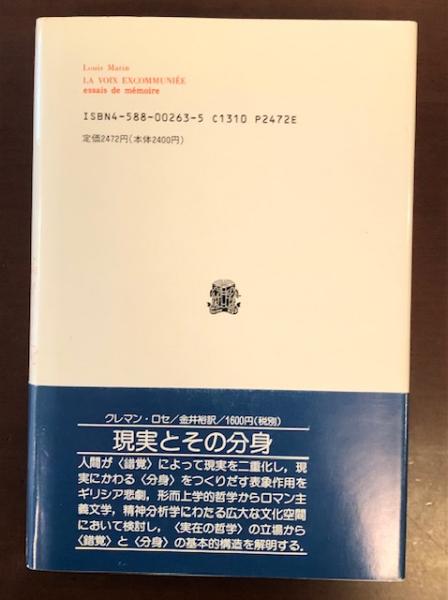 Louis Marin
LA VOIX EXCOMMUNIÉE
essais de mémoire
ISBN4-588-00263-5 C1310 P2472E
定価2472円(本体2400円)
クレマン・ロセ/金井裕訳/1600円(税別)
現実とその分身
人間が〈錯覚〉によって現実を二重化し，現
実にかわる〈分身〉をつくりだす表象作用を
ギリシア悲劇，形而上学的哲学からロマン主
義文学，精神分析学にわたる広大な文化空間
において検討し，〈実在の哲学〉の立場から
〈錯覚〉と〈分身〉の基本的構造を解明する．